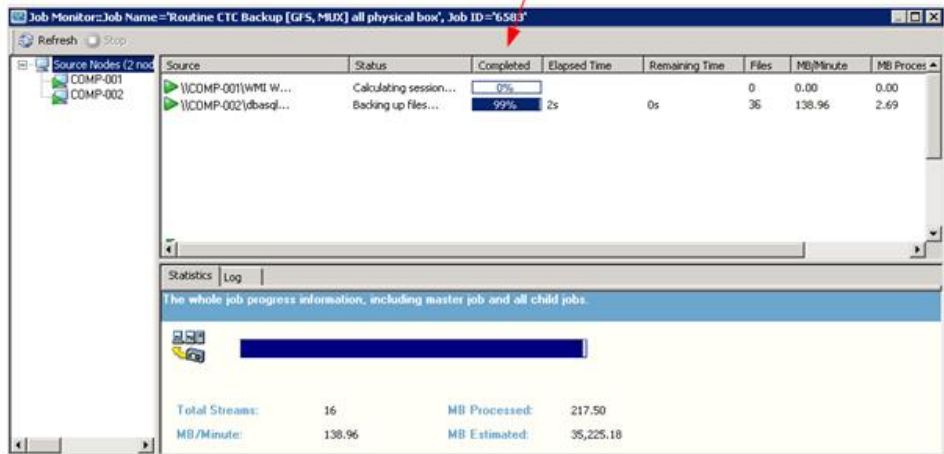 Job Monitor::Job Name='Routine CTC Backup [GFS, MUX] all physical box', Job ID='6583'
Refresh Stop
Source Nodes (2 nod
COMP-001
COMP-002
Source Status Completed Elapsed Time Remaining Time Files MB/Minute MB Proces
\\COMP-001\WMI W... Calculating session... 0% 0 0.00 0.00
\\COMP-002\dbasql... Backing up files... 99% 2s 0s 36 138.96 2.69
Statistics Log
The whole job progress information, including master job and all child jobs.
Total Streams: 16 MB Processed: 217.50
MB/Minute: 138.96 MB Estimated: 35,225.18